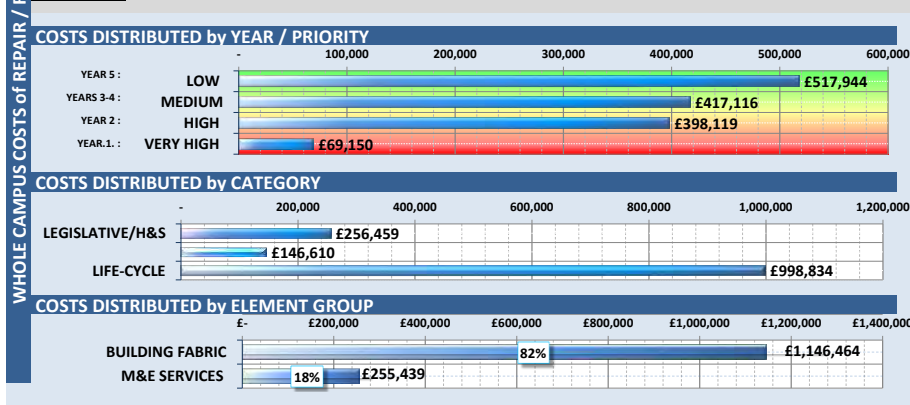 WHOLE CAMPUS COSTS of REPAIR /
COSTS DISTRIBUTED by YEAR / PRIORITY
- 100,000 200,000 300,000 400,000 500,000 600,000
YEAR 5 : LOW £517,944
YEARS 3-4 : MEDIUM £417,116
YEAR 2 : HIGH £398,119
YEAR.1. : VERY HIGH £69,150
COSTS DISTRIBUTED by CATEGORY
- 200,000 400,000 600,000 800,000 1,000,000 1,200,000
LEGISLATIVE/H&S £256,459
£146,610
LIFE-CYCLE £998,834
COSTS DISTRIBUTED by ELEMENT GROUP
£- £200,000 £400,000 £600,000 £800,000 £1,000,000 £1,200,000 £1,400,000
BUILDING FABRIC 82% £1,146,464
M&E SERVICES 18% £255,439